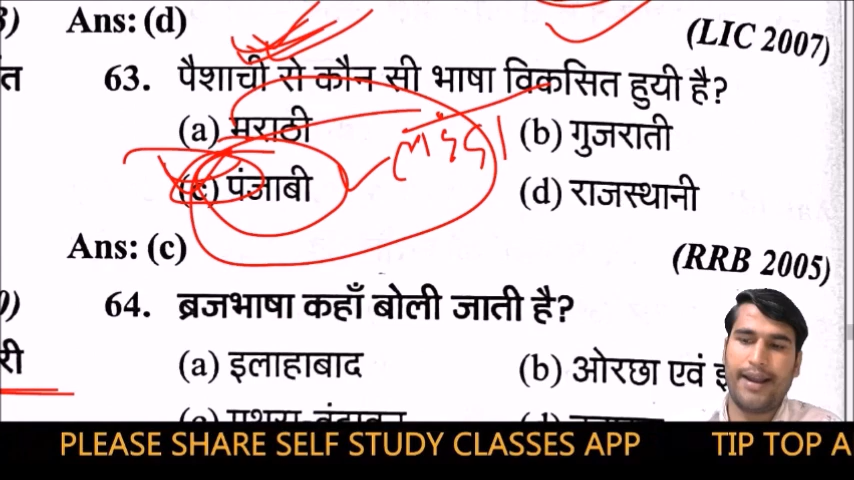 Ans: (d)
(LIC 2007)
63. पैशाची से कौन सी भाषा विकसित हुयी है?
(a) मराठी (b) गुजराती
(c) पंजाबी (d) राजस्थानी
Ans: (c)
(RRB 2005)
64. ब्रजभाषा कहाँ बोली जाती है?
(a) इलाहाबाद (b) ओरछा एवं
PLEASE SHARE SELF STUDY CLASSES APP TIP TOP A